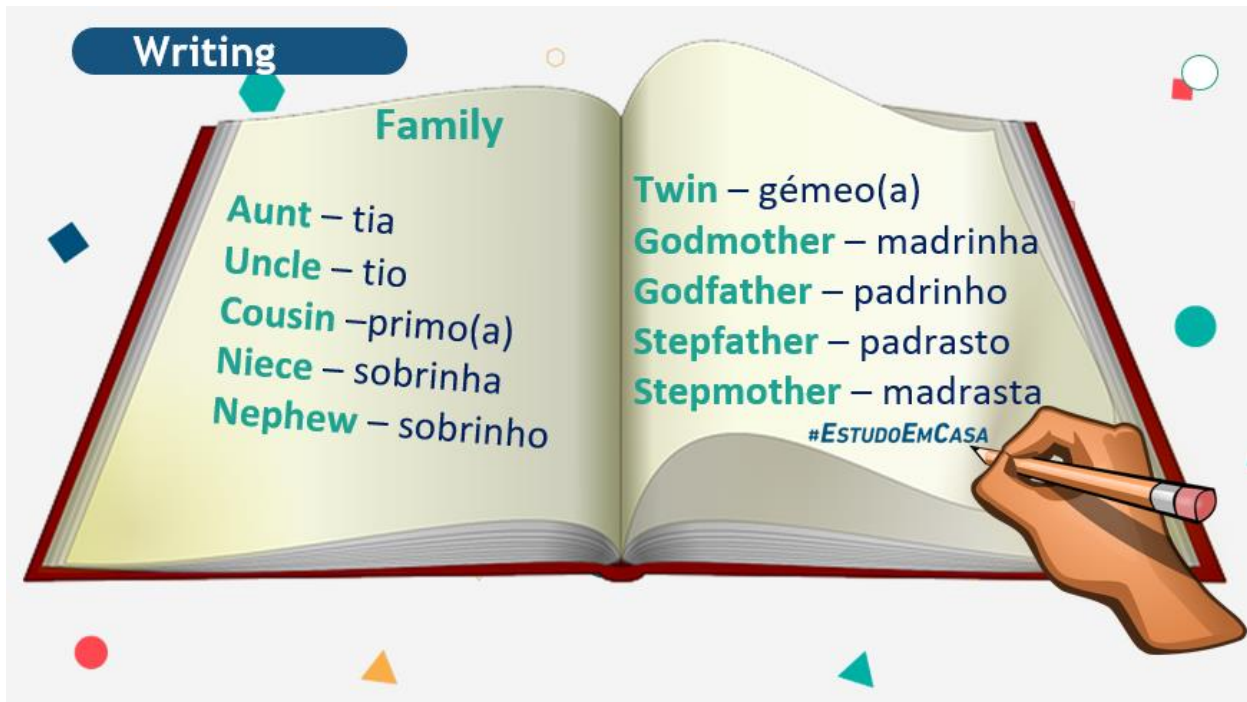 Writing
Family
Aunt – tia
Uncle – tio
Cousin –primo(a)
Niece – sobrinha
Nephew – sobrinho
Twin – gémeo(a)
Godmother – madrinha
Godfather – padrinho
Stepfather – padrasto
Stepmother – madrasta
#ESTUDOEMCASA